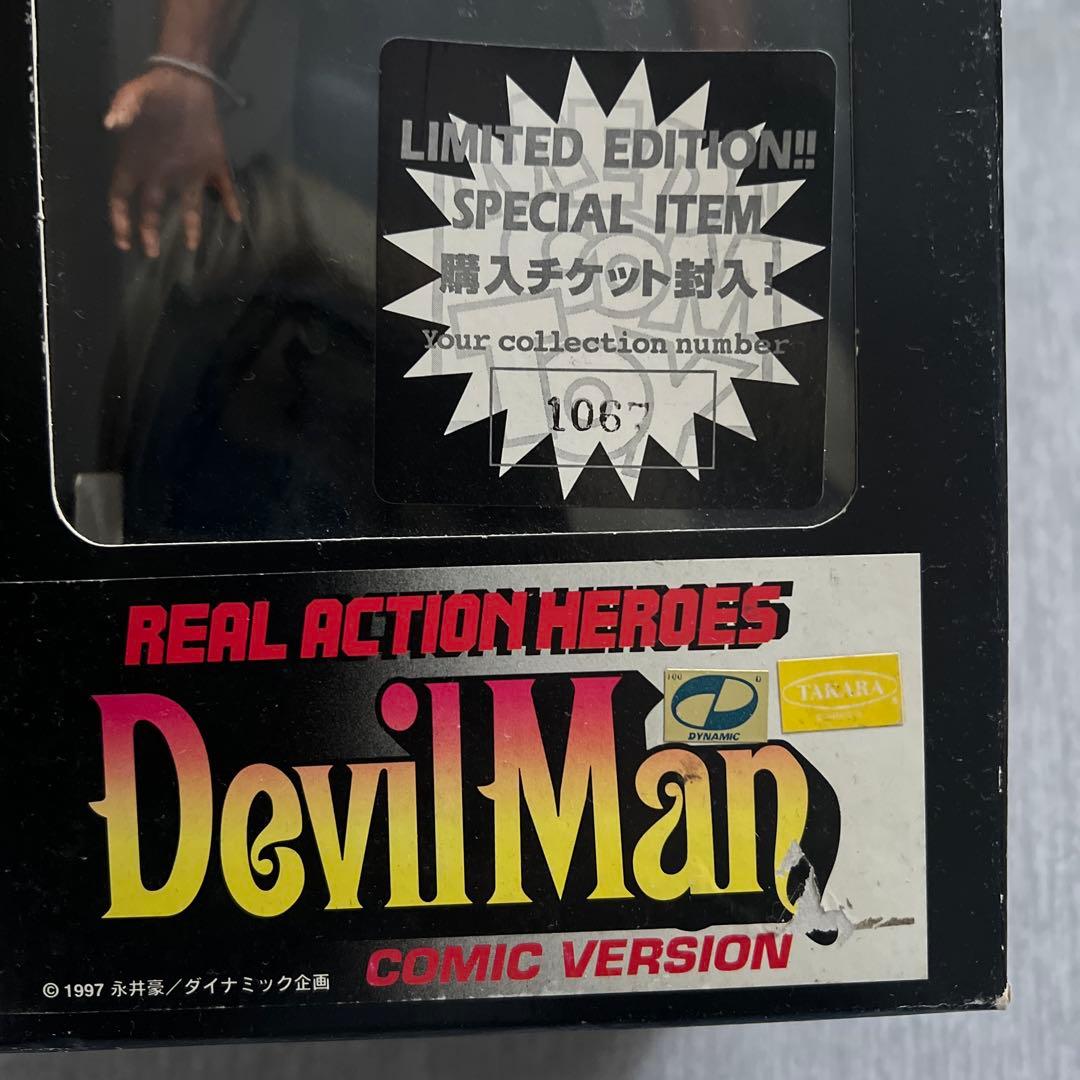 LIMITED EDITION!!
SPECIAL ITEM
購入チケット封入!
Your collection number
1067
REAL ACTION HEROES
DevilMan
DYNAMIC
TAKARA
COMIC VERSION
© 1997 永井豪／ダイナミック企画